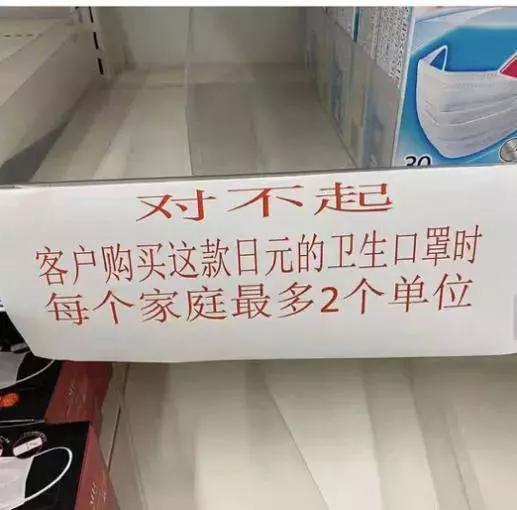 30
对不起
客户购买这款日元的卫生口罩时
每个家庭最多2个单位